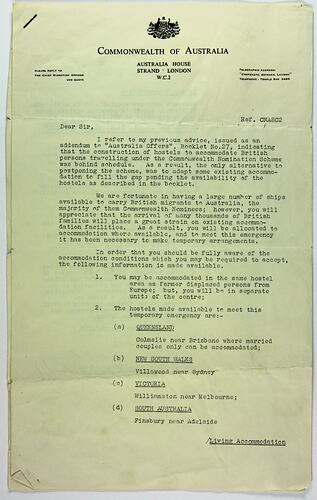 COMMONWEALTH OF AUSTRALIA
AUSTRALIA HOUSE
STRAND · LONDON
W.C.2
PLEASE REPLY TO
THE CHIEF MIGRATION OFFICER
AND QUOTE
TELEGRAPHIC ADDRESS:
TELEPHONE: TEMPLE BAR
Ref. CNA8C2
Dear Sir,
I refer to my previous advice, issued as an
addendum to "Australia Offers", Booklet No.27, indicating
that the construction of hostels to accommodate British
persons travelling under the Commonwealth Nomination Scheme
was behind schedule. As a result, the only alternative to
postponing the scheme, was to adapt some existing accommo-
dation to fill the gap pending the availability of the
hostels as described in the booklet.
We are fortunate in having a large number of ships
available to carry British migrants to Australia, the
majority of them Commonwealth Nominees; however, you will
appreciate that the arrival of many thousands of British
families will place a great strain on existing accommo-
dation facilities. As a result, you will be allocated to
accommodation where available, and to meet this emergency
it has been necessary to make temporary arrangements.
In order that you should be fully aware of the
accommodation conditions which you may be required to accept,
the following information is made available.
1. You may be accommodated in the same hostel
area as former displaced persons from
Europe; but, you will be in separate
units of the centre;
2. The hostels made available to meet this
temporary emergency are:-
(a) QUEENSLAND
Colmslie near Brisbane where married
couples only can be accommodated;
(b) NEW SOUTH WALES
Villawood near Sydney
(c) VICTORIA
Williamston near Melbourne;
(d) SOUTH AUSTRALIA
Finsbury near Adelaide
/Living Accommodation